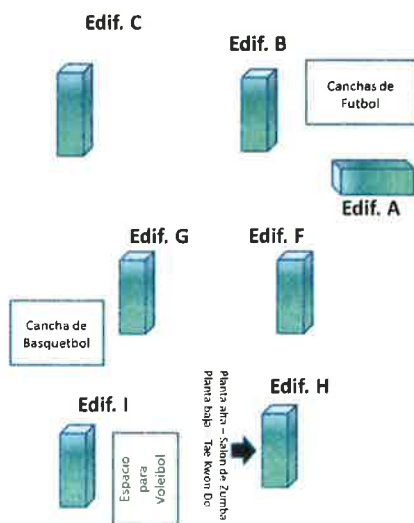 Edif. C
Edif. B
Canchas de
Futbol
Edif. A
Edif. G
Edif. F
Cancha de
Basquetbol
Edif. I
Espacio
para
Voleibol
Planta alta – Salon de Zumba
Planta baja Tae Kwon Do
Edif. H